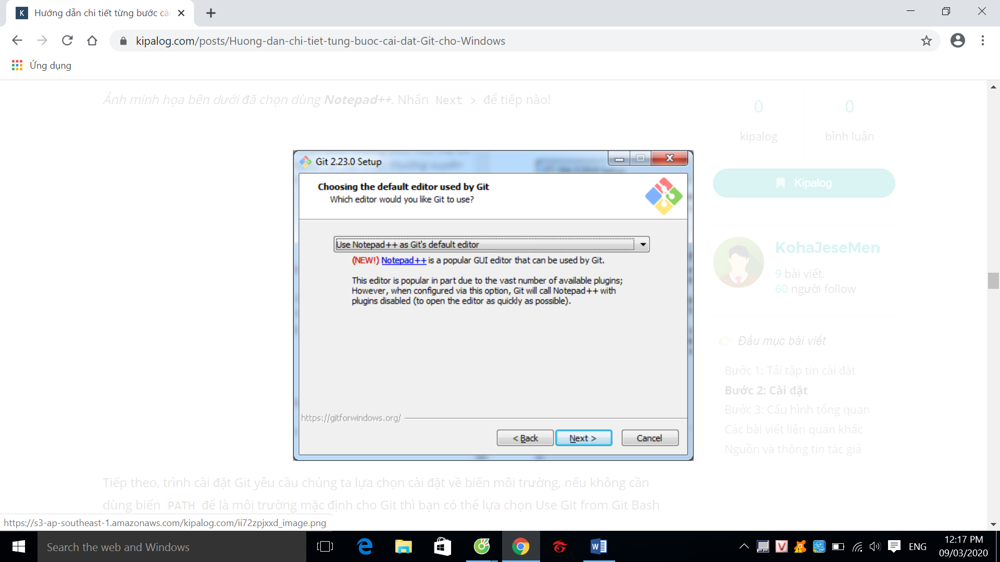 Hướng dẫn chi tiết từng bước cài
kipalog.com/posts/Huong-dan-chi-tiet-tung-buoc-cai-dat-Git-cho-Windows
Ứng dụng
Ảnh minh họa bên dưới đã chọn dùng Notepad++. Nhấn Next > để tiếp nào!
0
kipalog
0
bình luận
Kipalog
KohaJeseMen
9 bài viết.
60 người follow
Đầu mục bài viết
Bước 1: Tải tập tin cài đặt
Bước 2: Cài đặt
Bước 3: Cấu hình tổng quan
Các bài viết liên quan khác
Nguồn và thông tin tác giả
Git 2.23.0 Setup
Choosing the default editor used by Git
Which editor would you like Git to use?
Use Notepad++ as Git's default editor
(NEW!) Notepad++ is a popular GUI editor that can be used by Git.
This editor is popular in part due to the vast number of available plugins;
However, when configured via this option, Git will call Notepad++ with
plugins disabled (to open the editor as quickly as possible).
https://gitforwindows.org/
< Back
Next >
Cancel
Tiếp theo, trình cài đặt Git yêu cầu chúng ta lựa chọn cài đặt về biến môi trường, nếu không cần
dùng biến PATH để là môi trường mặc định cho Git thì bạn có thể lựa chọn Use Git from Git Bash
https://s3-ap-southeast-1.amazonaws.com/kipalog.com/ii72zpjxxd_image.png
Search the web and Windows
ENG
12:17 PM
09/03/2020